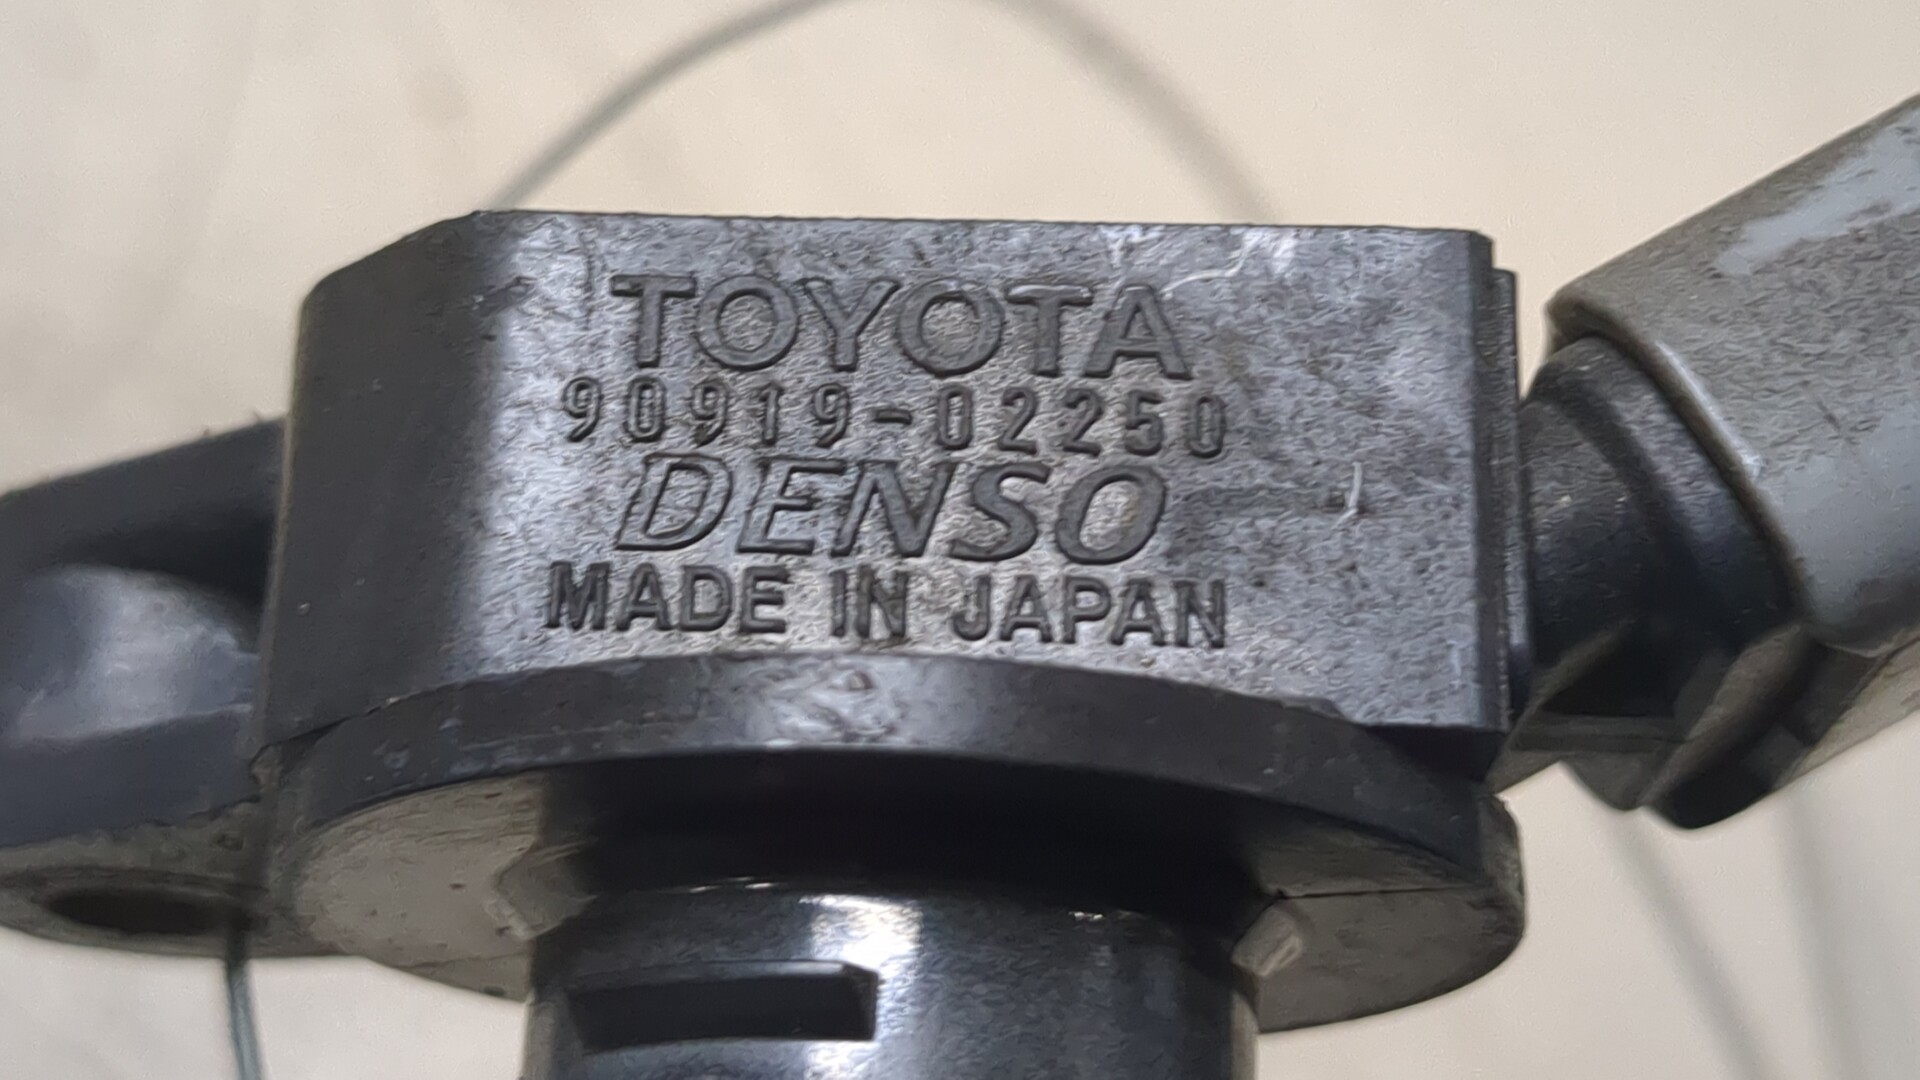 TOYOTA
90919-02250
DENSO
MADE IN JAPAN